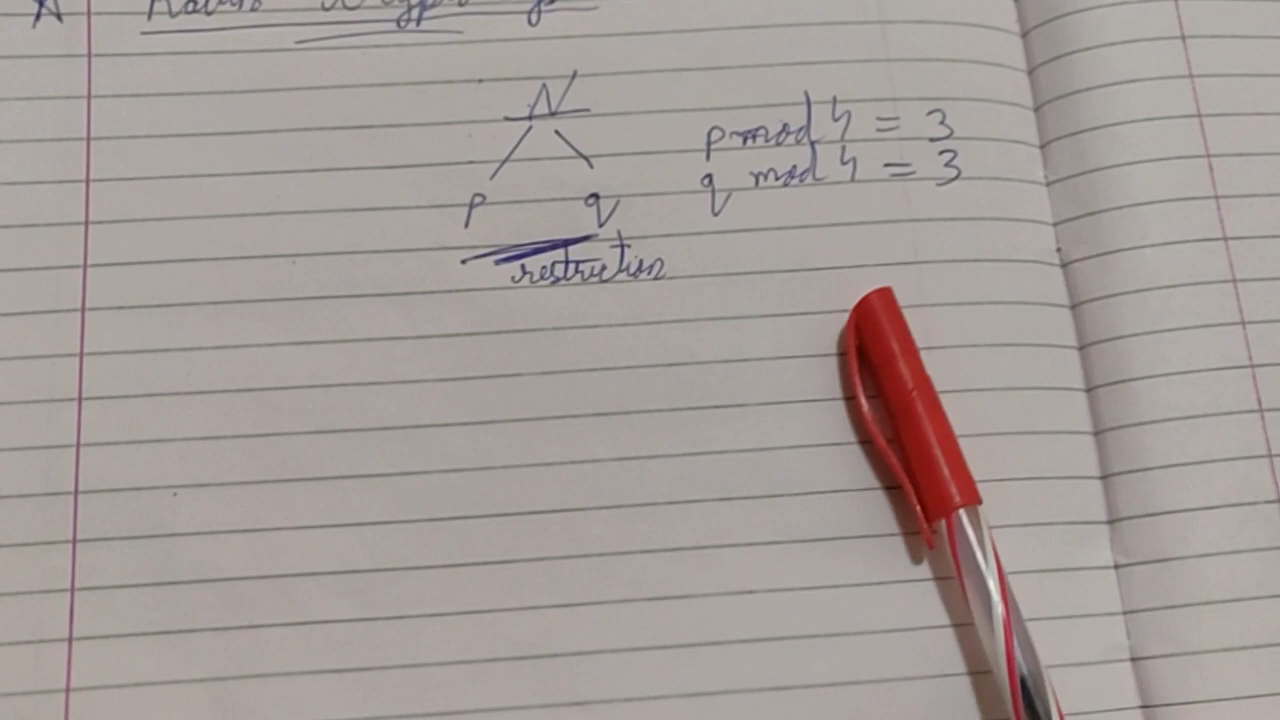 N
p q
restriction
p mod 4 = 3
q mod 4 = 3